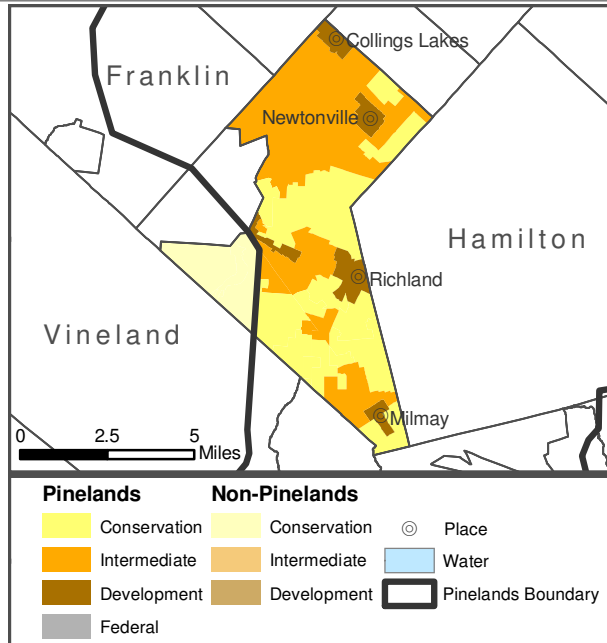 Collings Lakes
Franklin
Newtonville
Hamilton
Richland
Vineland
Milmay
0 2.5 5
Miles
Pinelands Non-Pinelands
Conservation Conservation Place
Intermediate Intermediate Water
Development Development Pinelands Boundary
Federal